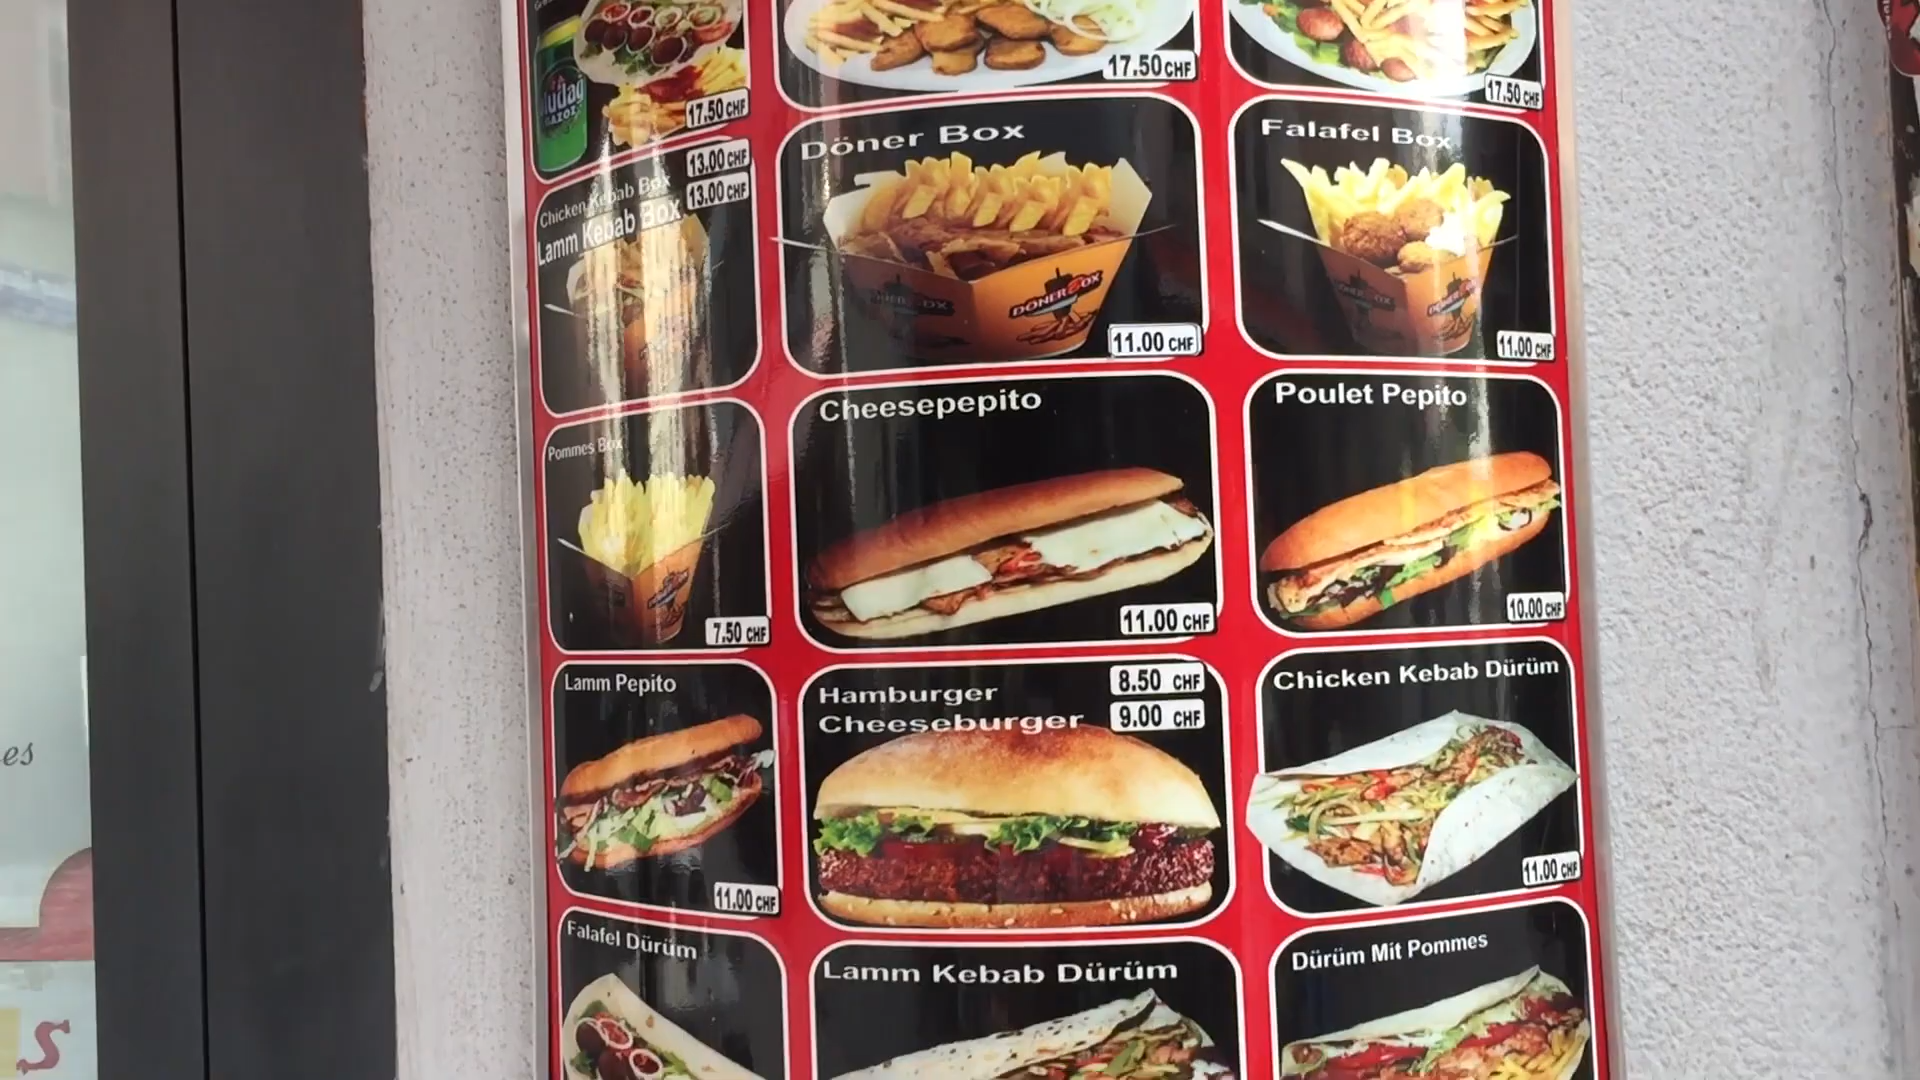 17.50 CHF
17.50 CHF
17.50 CHF
13.00 CHF
Chicken Kebab Box
13.00 CHF
Lamm Kebab Box
Döner Box
DÖNER BOX
11.00 CHF
Falafel Box
11.00 CHF
Pommes Box
7.50 CHF
Cheesepepito
11.00 CHF
Poulet Pepito
10.00 CHF
Lamm Pepito
11.00 CHF
Hamburger 8.50 CHF
Cheeseburger 9.00 CHF
Chicken Kebab Dürüm
11.00 CHF
Falafel Dürüm
Lamm Kebab Dürüm
Dürüm Mit Pommes
es
S